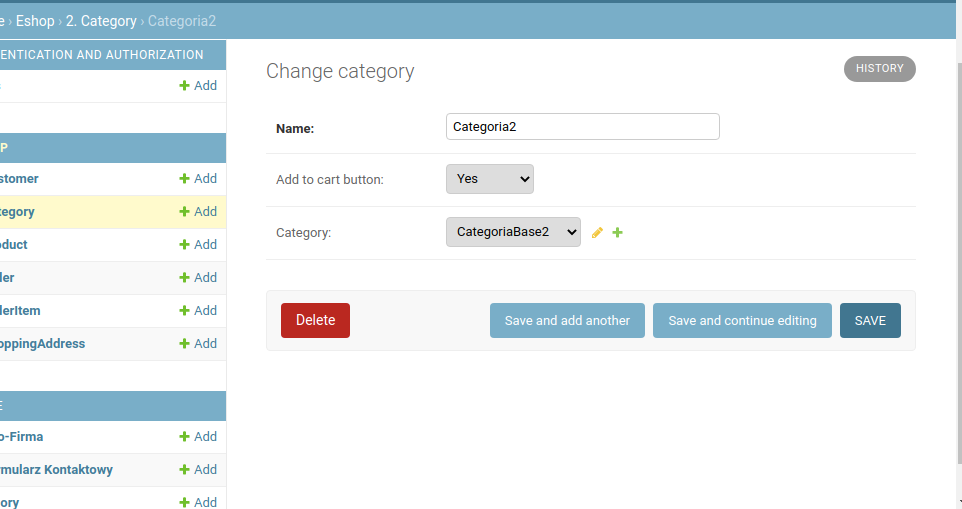 e › Eshop › 2. Category › Categoria2
ENTICATION AND AUTHORIZATION
Add
P
stomer Add
tegory Add
oduct Add
ler Add
lerItem Add
oppingAddress Add
E
o-Firma Add
rmularz Kontaktowy Add
ory Add
Change category
HISTORY
Name: Categoria2
Add to cart button: Yes
Category: CategoriaBase2
Delete Save and add another Save and continue editing SAVE